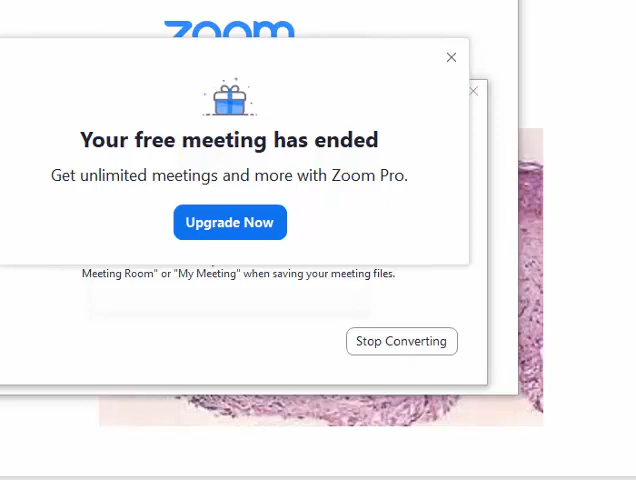 zoom
Your free meeting has ended
Get unlimited meetings and more with Zoom Pro.
Upgrade Now
Meeting Room" or "My Meeting" when saving your meeting files.
Stop Converting